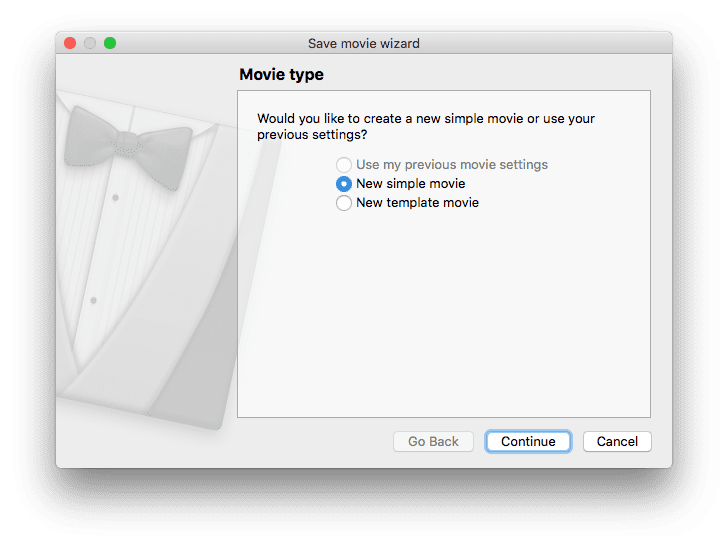 Save movie wizard
Movie type
Would you like to create a new simple movie or use your
previous settings?
Use my previous movie settings
New simple movie
New template movie
Go Back Continue Cancel